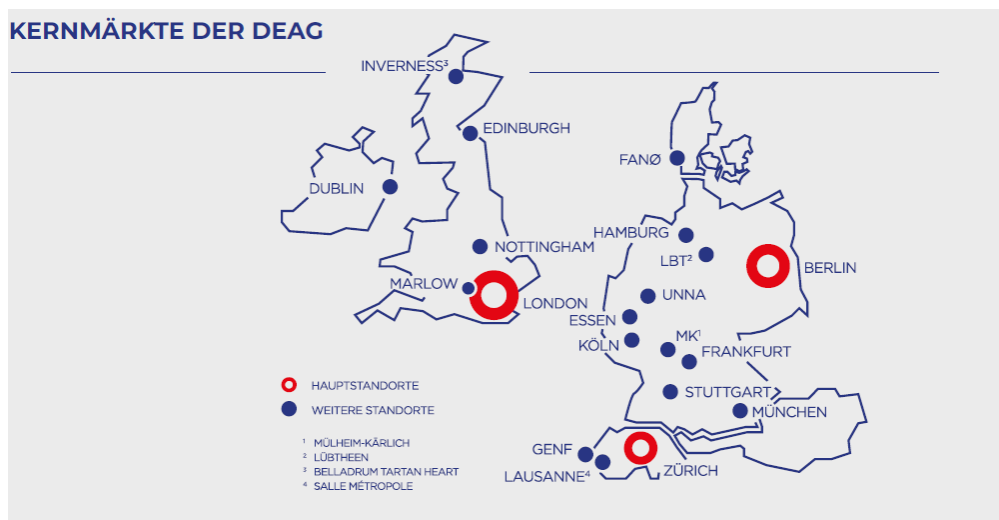 KERNMÄRKTE DER DEAG
INVERNESS³
EDINBURGH
FANØ
DUBLIN
HAMBURG
NOTTINGHAM
LBT²
BERLIN
MARLOW
UNNA
LONDON
ESSEN
KÖLN
MK¹
FRANKFURT
HAUPTSTANDORTE
STUTTGART
WEITERE STANDORTE
MÜNCHEN
¹ MÜLHEIM-KÄRLICH
GENF
² LÜBTHEEN
³ BELLADRUM TARTAN HEART
ZÜRICH
LAUSANNE⁴
⁴ SALLE MÉTROPOLE